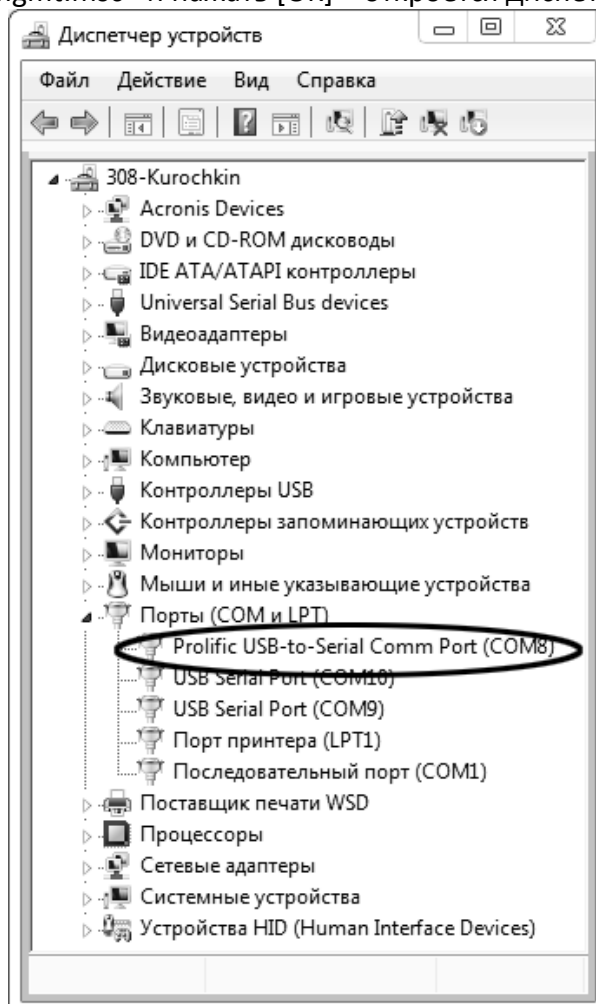 Диспетчер устройств
Файл Действие Вид Справка
308-Kurochkin
Acronis Devices
DVD и CD-ROM дисководы
IDE ATA/ATAPI контроллеры
Universal Serial Bus devices
Видеоадаптеры
Дисковые устройства
Звуковые, видео и игровые устройства
Клавиатуры
Компьютер
Контроллеры USB
Контроллеры запоминающих устройств
Мониторы
Мыши и иные указывающие устройства
Порты (COM и LPT)
Prolific USB-to-Serial Comm Port (COM8)
USB Serial Port (COM10)
USB Serial Port (COM9)
Порт принтера (LPT1)
Последовательный порт (COM1)
Поставщик печати WSD
Процессоры
Сетевые адаптеры
Системные устройства
Устройства HID (Human Interface Devices)